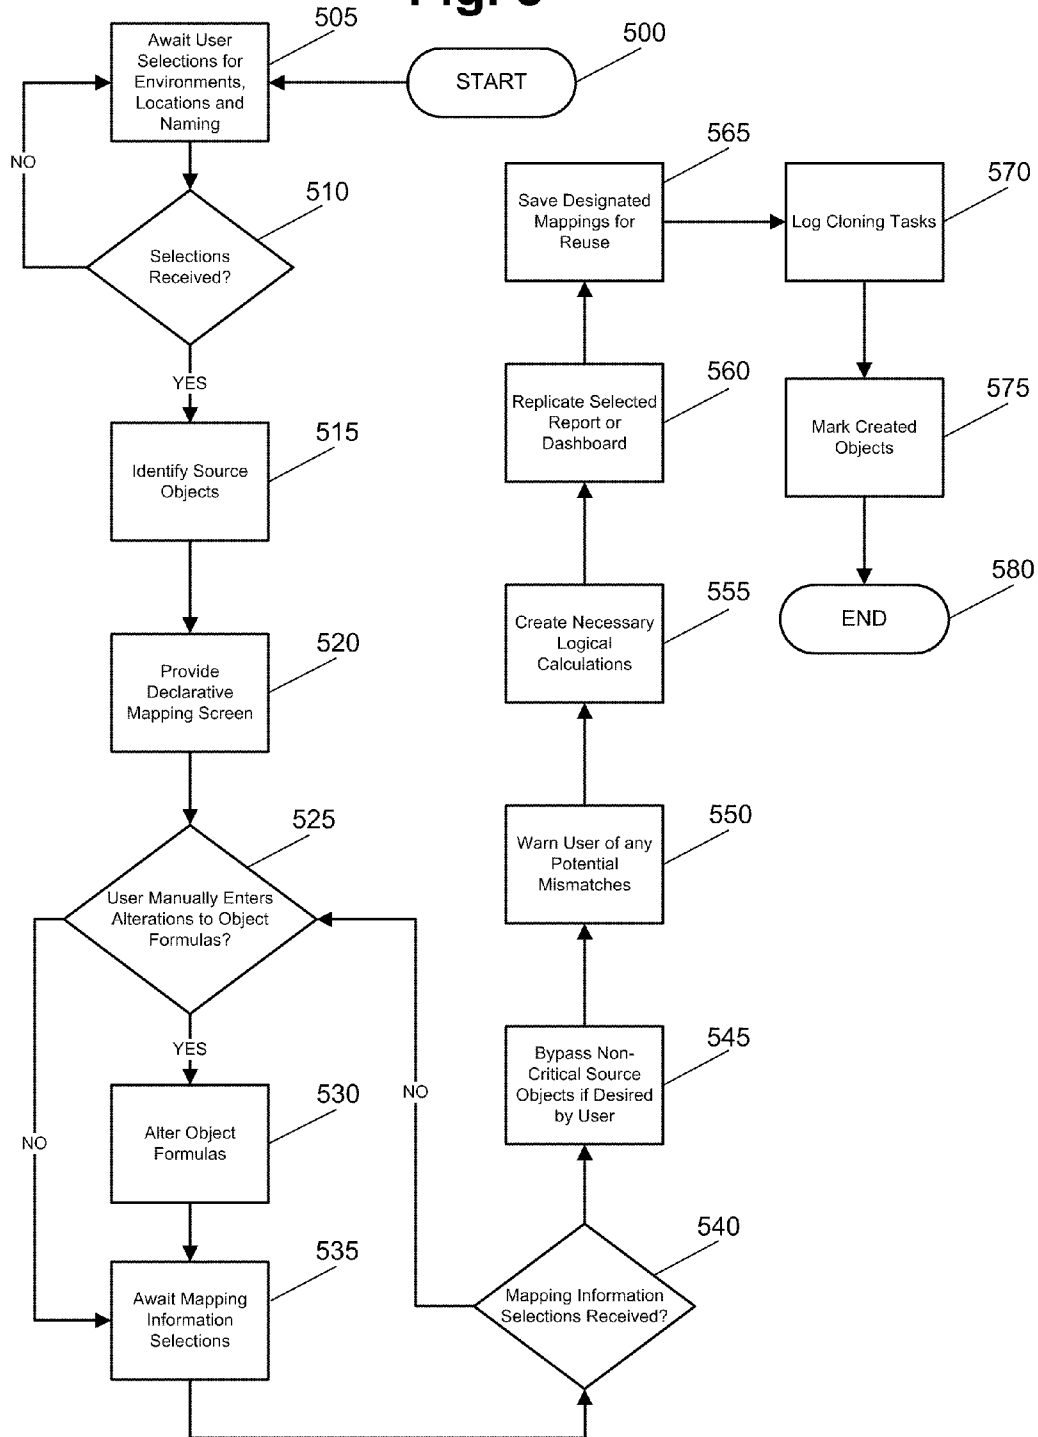 505
Await User
Selections for
Environments,
Locations and
Naming
START
500
NO
510
Selections
Received?
YES
515
Identify Source
Objects
520
Provide
Declarative
Mapping Screen
525
User Manually Enters
Alterations to Object
Formulas?
YES
NO
530
Alter Object
Formulas
535
Await Mapping
Information
Selections
NO
540
Mapping Information
Selections Received?
545
Bypass Non-
Critical Source
Objects if Desired
by User
550
Warn User of any
Potential
Mismatches
555
Create Necessary
Logical
Calculations
560
Replicate Selected
Report or
Dashboard
565
Save Designated
Mappings for
Reuse
570
Log Cloning Tasks
575
Mark Created
Objects
580
END